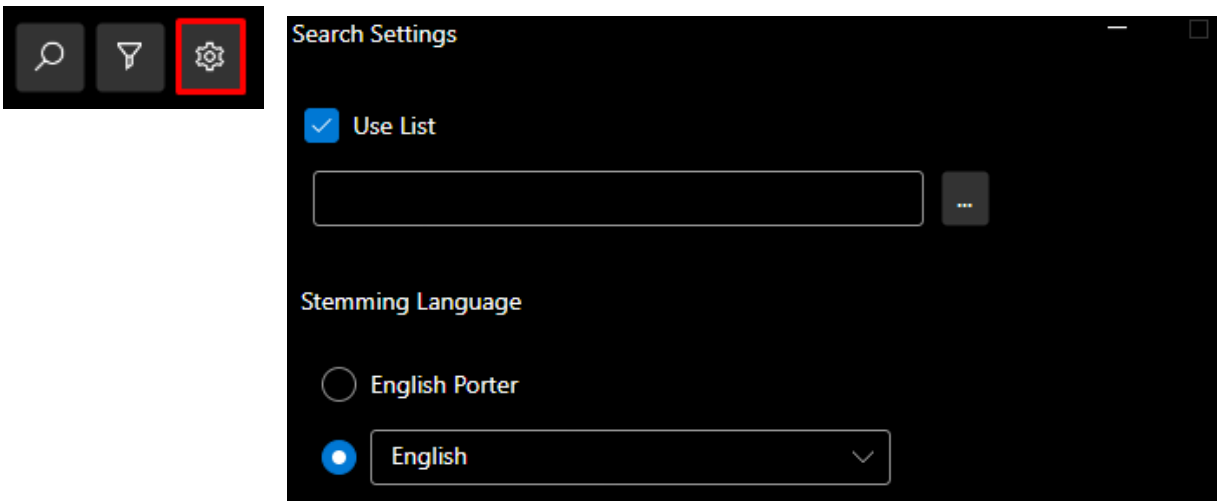 Search Settings
Use List
...
Stemming Language
English Porter
English